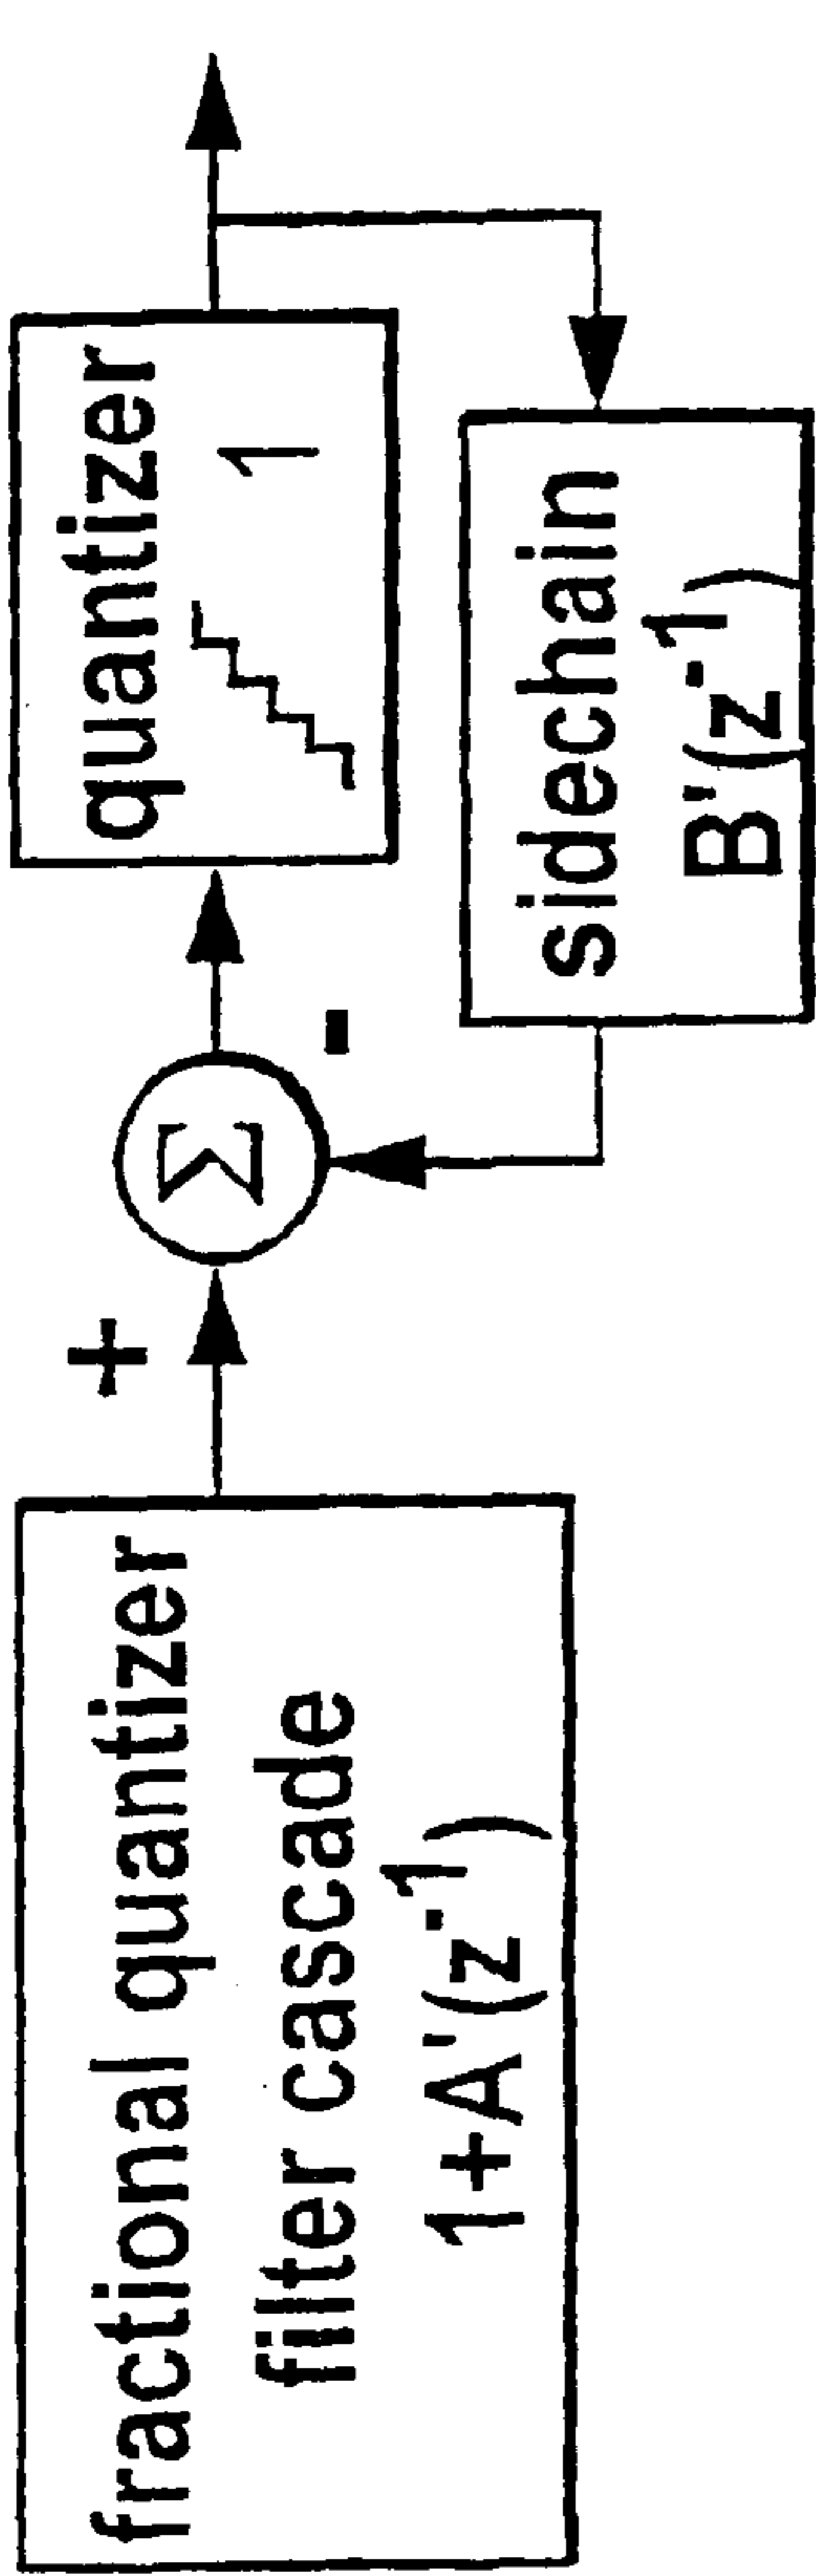 fractional quantizer
filter cascade
1+A'(z⁻¹)
+
Σ
-
quantizer
1
sidechain
B'(z⁻¹)